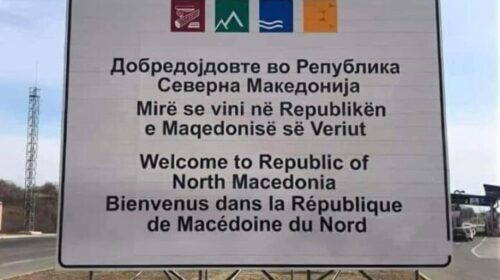 Добредојдовте во Република
Северна Македонија
Mirë se vini në Republikën
e Maqedonisë së Veriut
Welcome to Republic of
North Macedonia
Bienvenus dans la République
de Macédoine du Nord